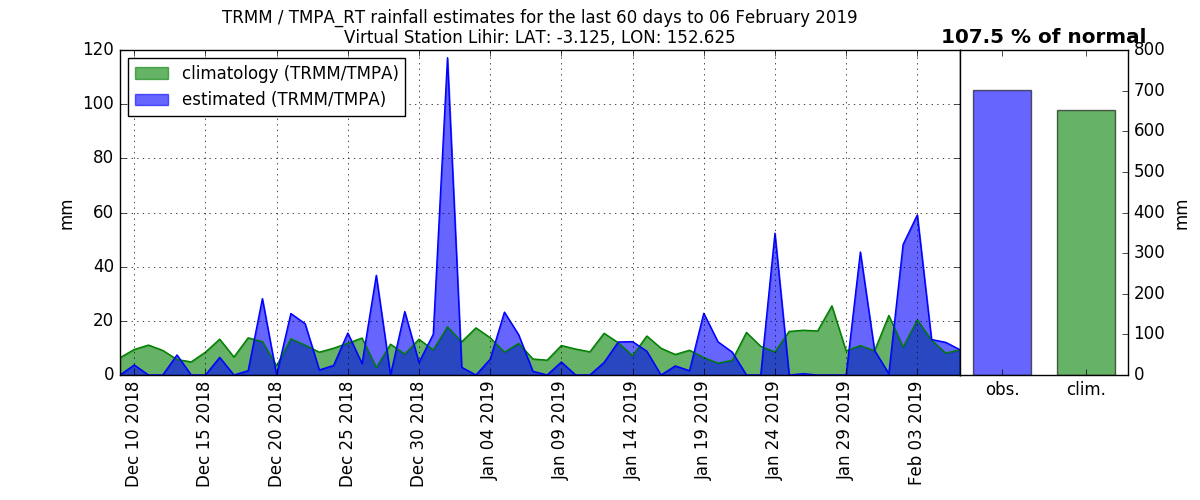 TRMM / TMPA_RT rainfall estimates for the last 60 days to 06 February 2019
Virtual Station Lihir: LAT: -3.125, LON: 152.625
107.5 % of normal
climatology (TRMM/TMPA)
estimated (TRMM/TMPA)
mm
120
100
80
60
40
20
0
Dec 10 2018
Dec 15 2018
Dec 20 2018
Dec 25 2018
Dec 30 2018
Jan 04 2019
Jan 09 2019
Jan 14 2019
Jan 19 2019
Jan 24 2019
Jan 29 2019
Feb 03 2019
obs.
clim.
800
700
600
500
400
300
200
100
0
mm